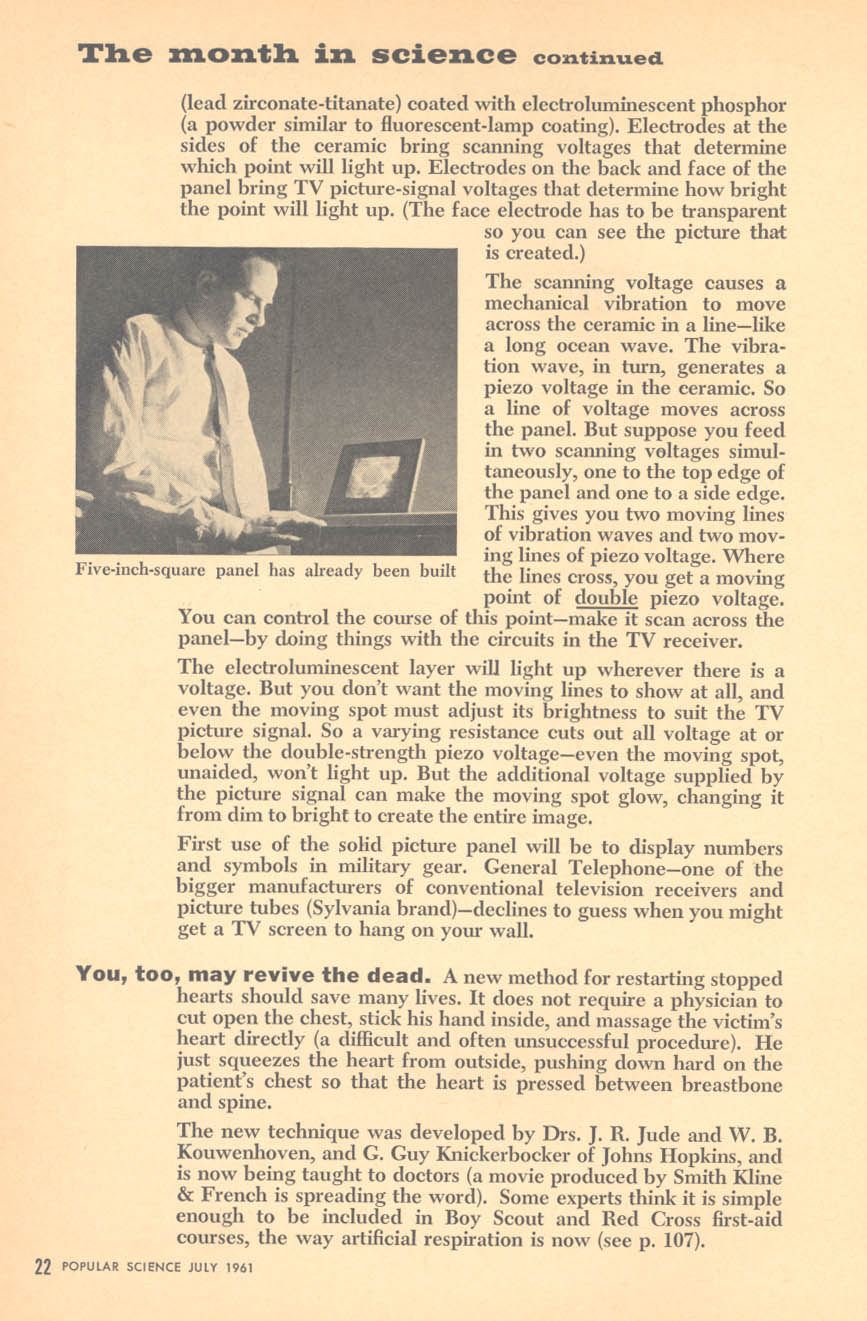 The month in science continued
(lead zirconate-titanate) coated with electroluminescent phosphor
(a powder similar to fluorescent-lamp coating). Electrodes at the
sides of the ceramic bring scanning voltages that determine
which point will light up. Electrodes on the back and face of the
panel bring TV picture-signal voltages that determine how bright
the point will light up. (The face electrode has to be transparent
so you can see the picture that
is created.)
The scanning voltage causes a
mechanical vibration to move
across the ceramic in a line—like
a long ocean wave. The vibra-
tion wave, in turn, generates a
piezo voltage in the ceramic. So
a line of voltage moves across
the panel. But suppose you feed
in two scanning voltages simul-
taneously, one to the top edge of
the panel and one to a side edge.
This gives you two moving lines
of vibration waves and two mov-
ing lines of piezo voltage. Where
the lines cross, you get a moving
point of double piezo voltage.
Five-inch-square panel has already been built
You can control the course of this point—make it scan across the
panel—by doing things with the circuits in the TV receiver.
The electroluminescent layer will light up wherever there is a
voltage. But you don't want the moving lines to show at all, and
even the moving spot must adjust its brightness to suit the TV
picture signal. So a varying resistance cuts out all voltage at or
below the double-strength piezo voltage—even the moving spot,
unaided, won't light up. But the additional voltage supplied by
the picture signal can make the moving spot glow, changing it
from dim to bright to create the entire image.
First use of the solid picture panel will be to display numbers
and symbols in military gear. General Telephone—one of the
bigger manufacturers of conventional television receivers and
picture tubes (Sylvania brand)—declines to guess when you might
get a TV screen to hang on your wall.
You, too, may revive the dead. A new method for restarting stopped
hearts should save many lives. It does not require a physician to
cut open the chest, stick his hand inside, and massage the victim's
heart directly (a difficult and often unsuccessful procedure). He
just squeezes the heart from outside, pushing down hard on the
patient's chest so that the heart is pressed between breastbone
and spine.
The new technique was developed by Drs. J. R. Jude and W. B.
Kouwenhoven, and G. Guy Knickerbocker of Johns Hopkins, and
is now being taught to doctors (a movie produced by Smith Kline
& French is spreading the word). Some experts think it is simple
enough to be included in Boy Scout and Red Cross first-aid
courses, the way artificial respiration is now (see p. 107).
22 POPULAR SCIENCE JULY 1961